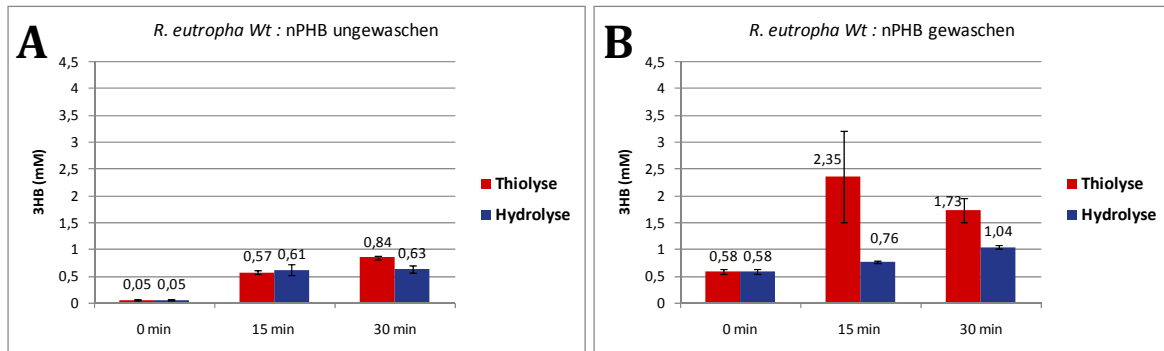 A
R. eutropha Wt : nPHB ungewaschen
4,5
4
3,5
3
2,5
2
1,5
1
0,5
0
3HB (mM)
0,05 0,05
0,57 0,61
0,84
0,63
0 min 15 min 30 min
Thiolyse
Hydrolyse
B
R. eutropha Wt : nPHB gewaschen
4,5
4
3,5
3
2,5
2
1,5
1
0,5
0
3HB (mM)
0,58 0,58
2,35
0,76
1,73
1,04
0 min 15 min 30 min
Thiolyse
Hydrolyse